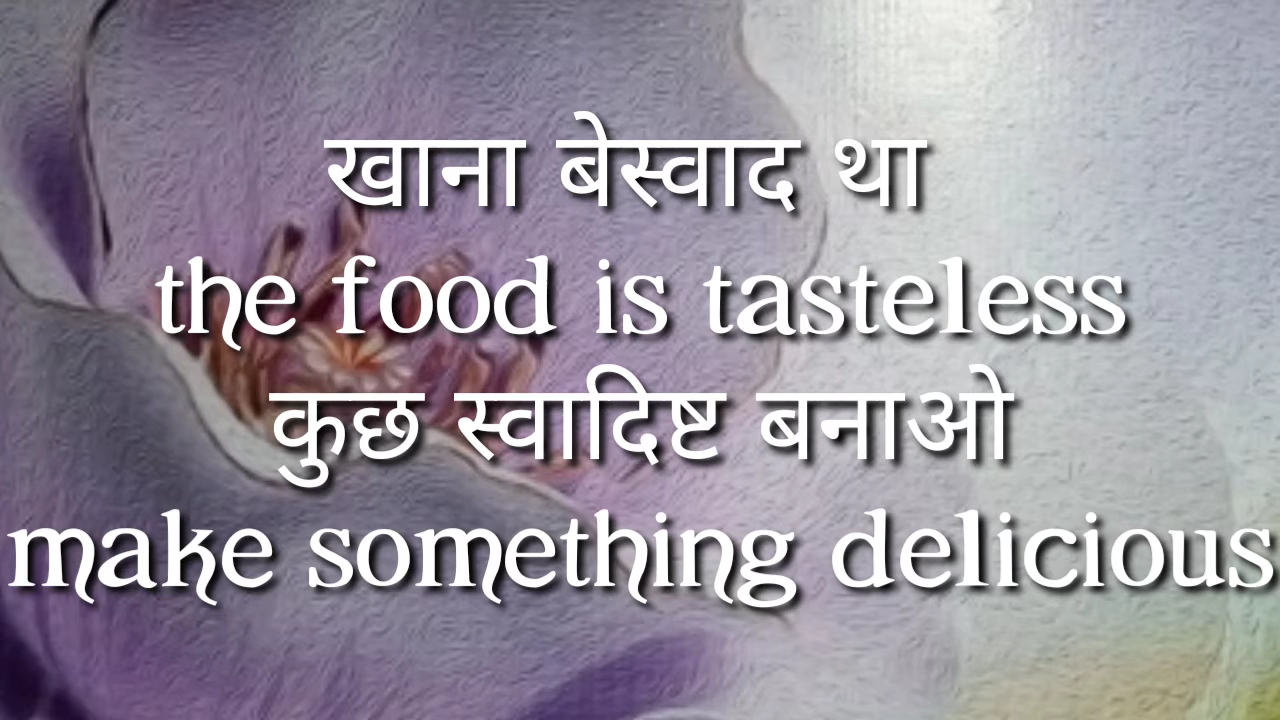 खाना बेस्वाद था
the food is tasteless
कुछ स्वादिष्ट बनाओ
make something delicious